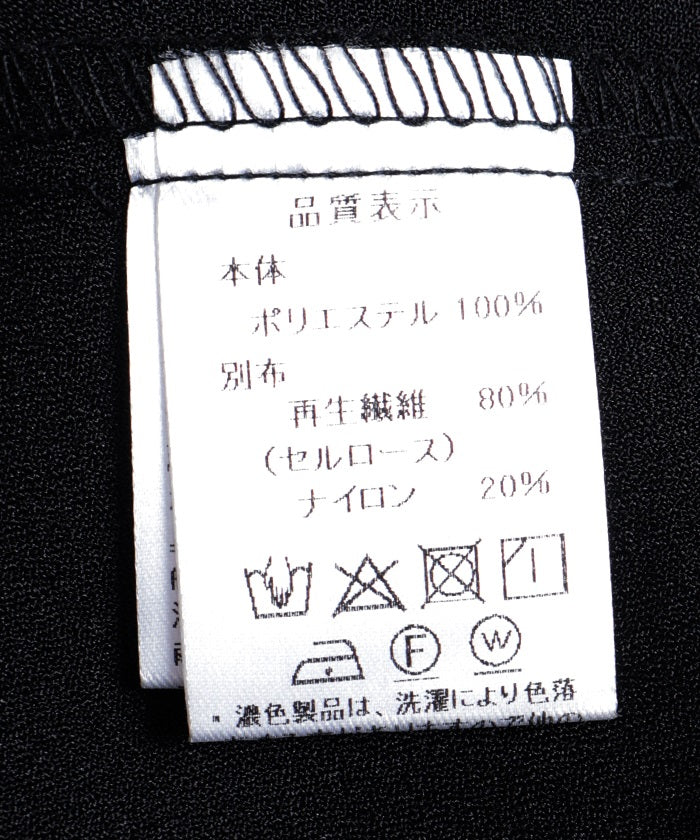 品質表示
本体
ポリエステル 100%
別布
再生繊維 80%
(セルロース)
ナイロン 20%
F W
・濃色製品は、洗濯により色落